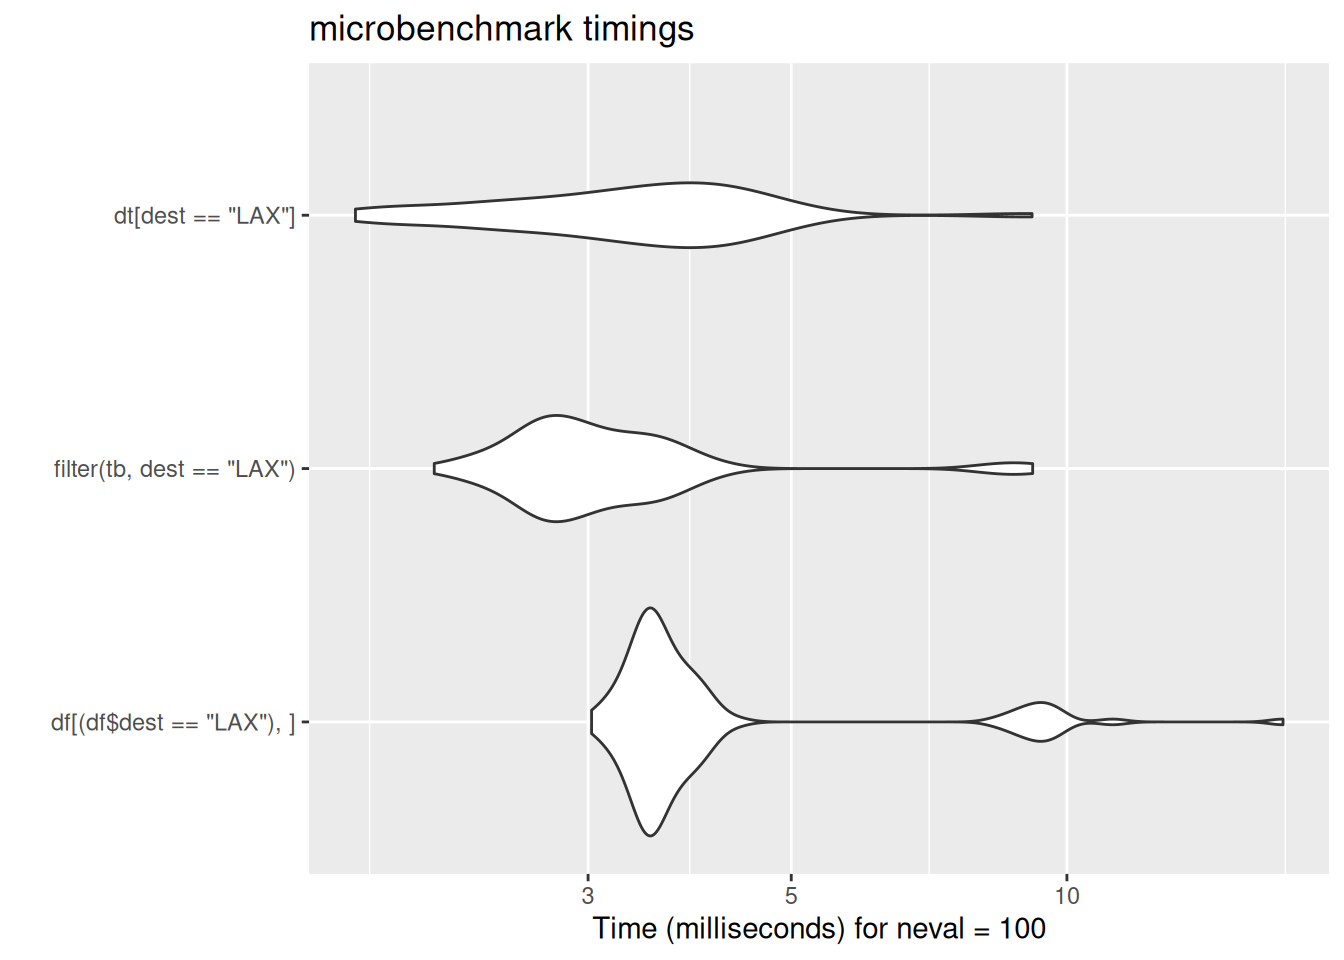 microbenchmark timings
dt[dest == "LAX"]
filter(tb, dest == "LAX")
df[(df$dest == "LAX"), ]
3 5 10
Time (milliseconds) for neval = 100